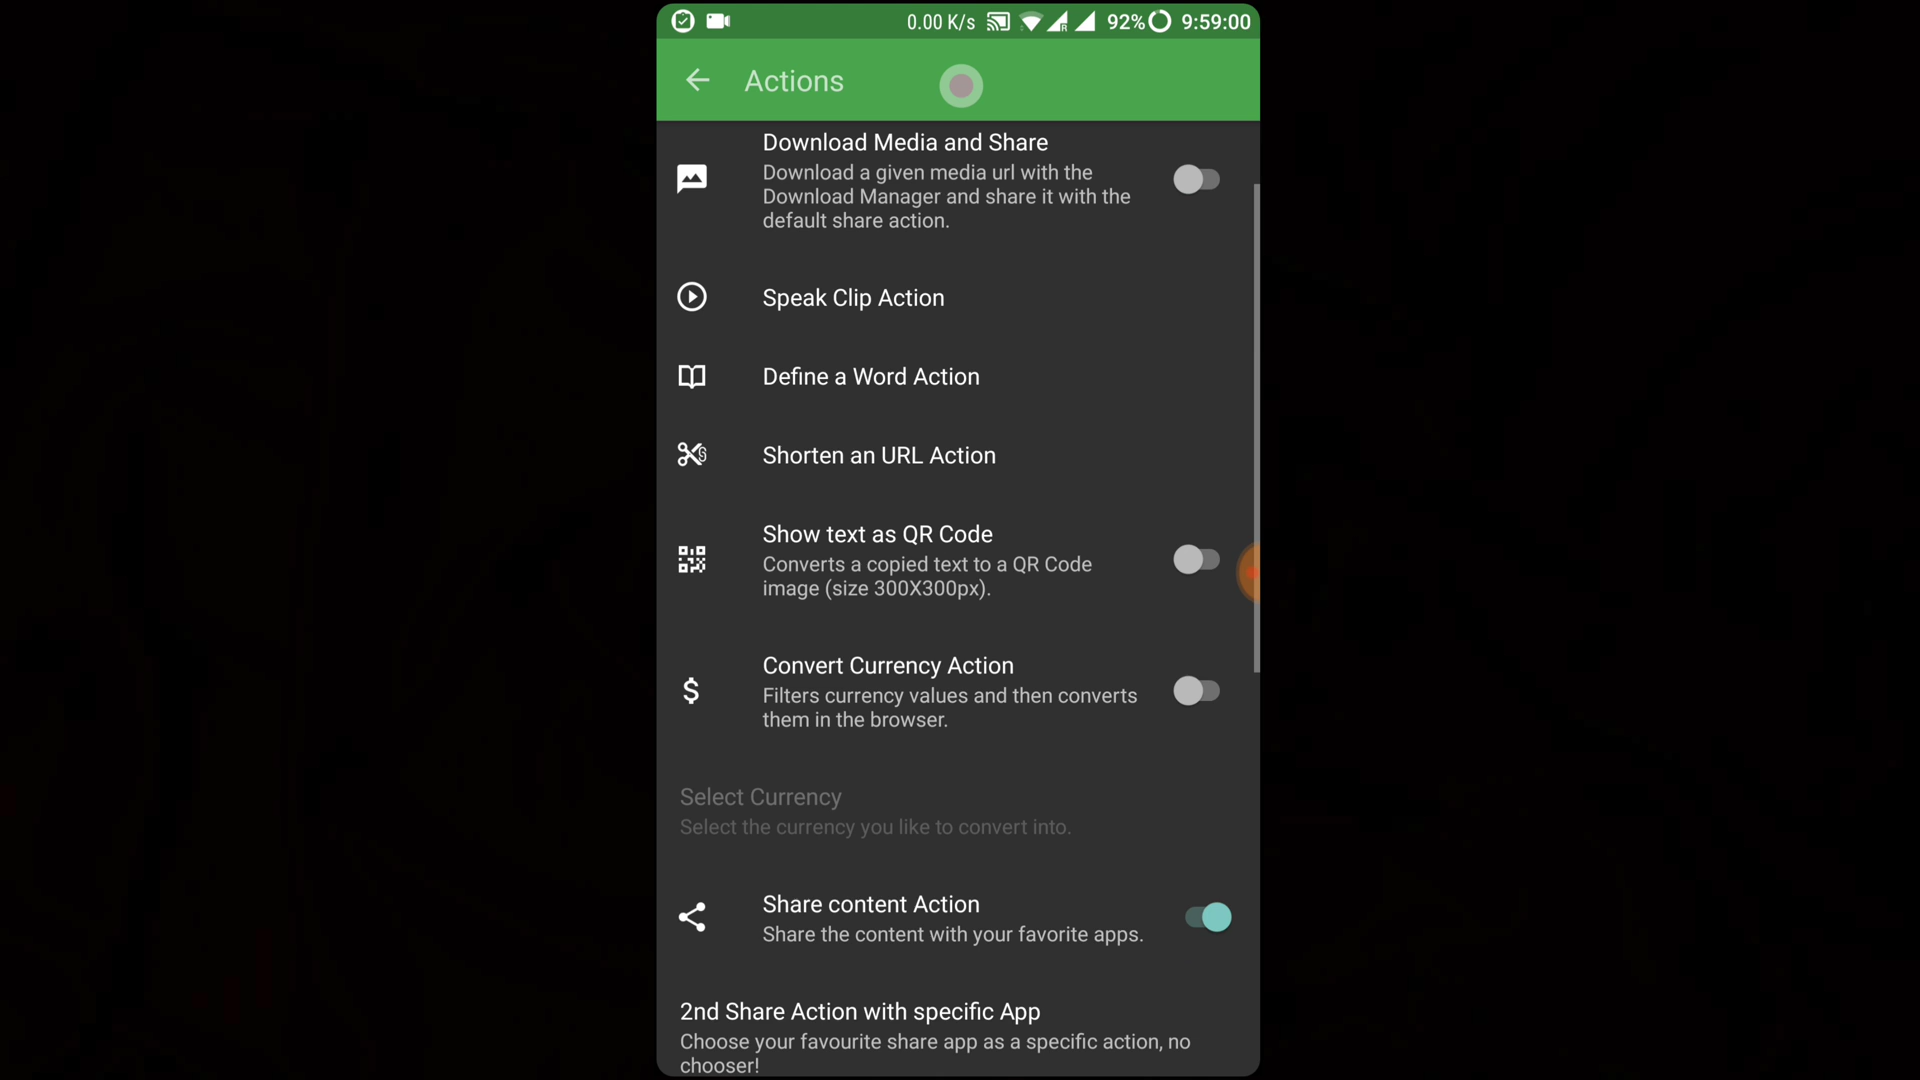 0.00 K/s 92% 9:59:00
Actions
Download Media and Share
Download a given media url with the
Download Manager and share it with the
default share action.
Speak Clip Action
Define a Word Action
Shorten an URL Action
Show text as QR Code
Converts a copied text to a QR Code
image (size 300X300px).
Convert Currency Action
Filters currency values and then converts
them in the browser.
Select Currency
Select the currency you like to convert into.
Share content Action
Share the content with your favorite apps.
2nd Share Action with specific App
Choose your favourite share app as a specific action, no
chooser!